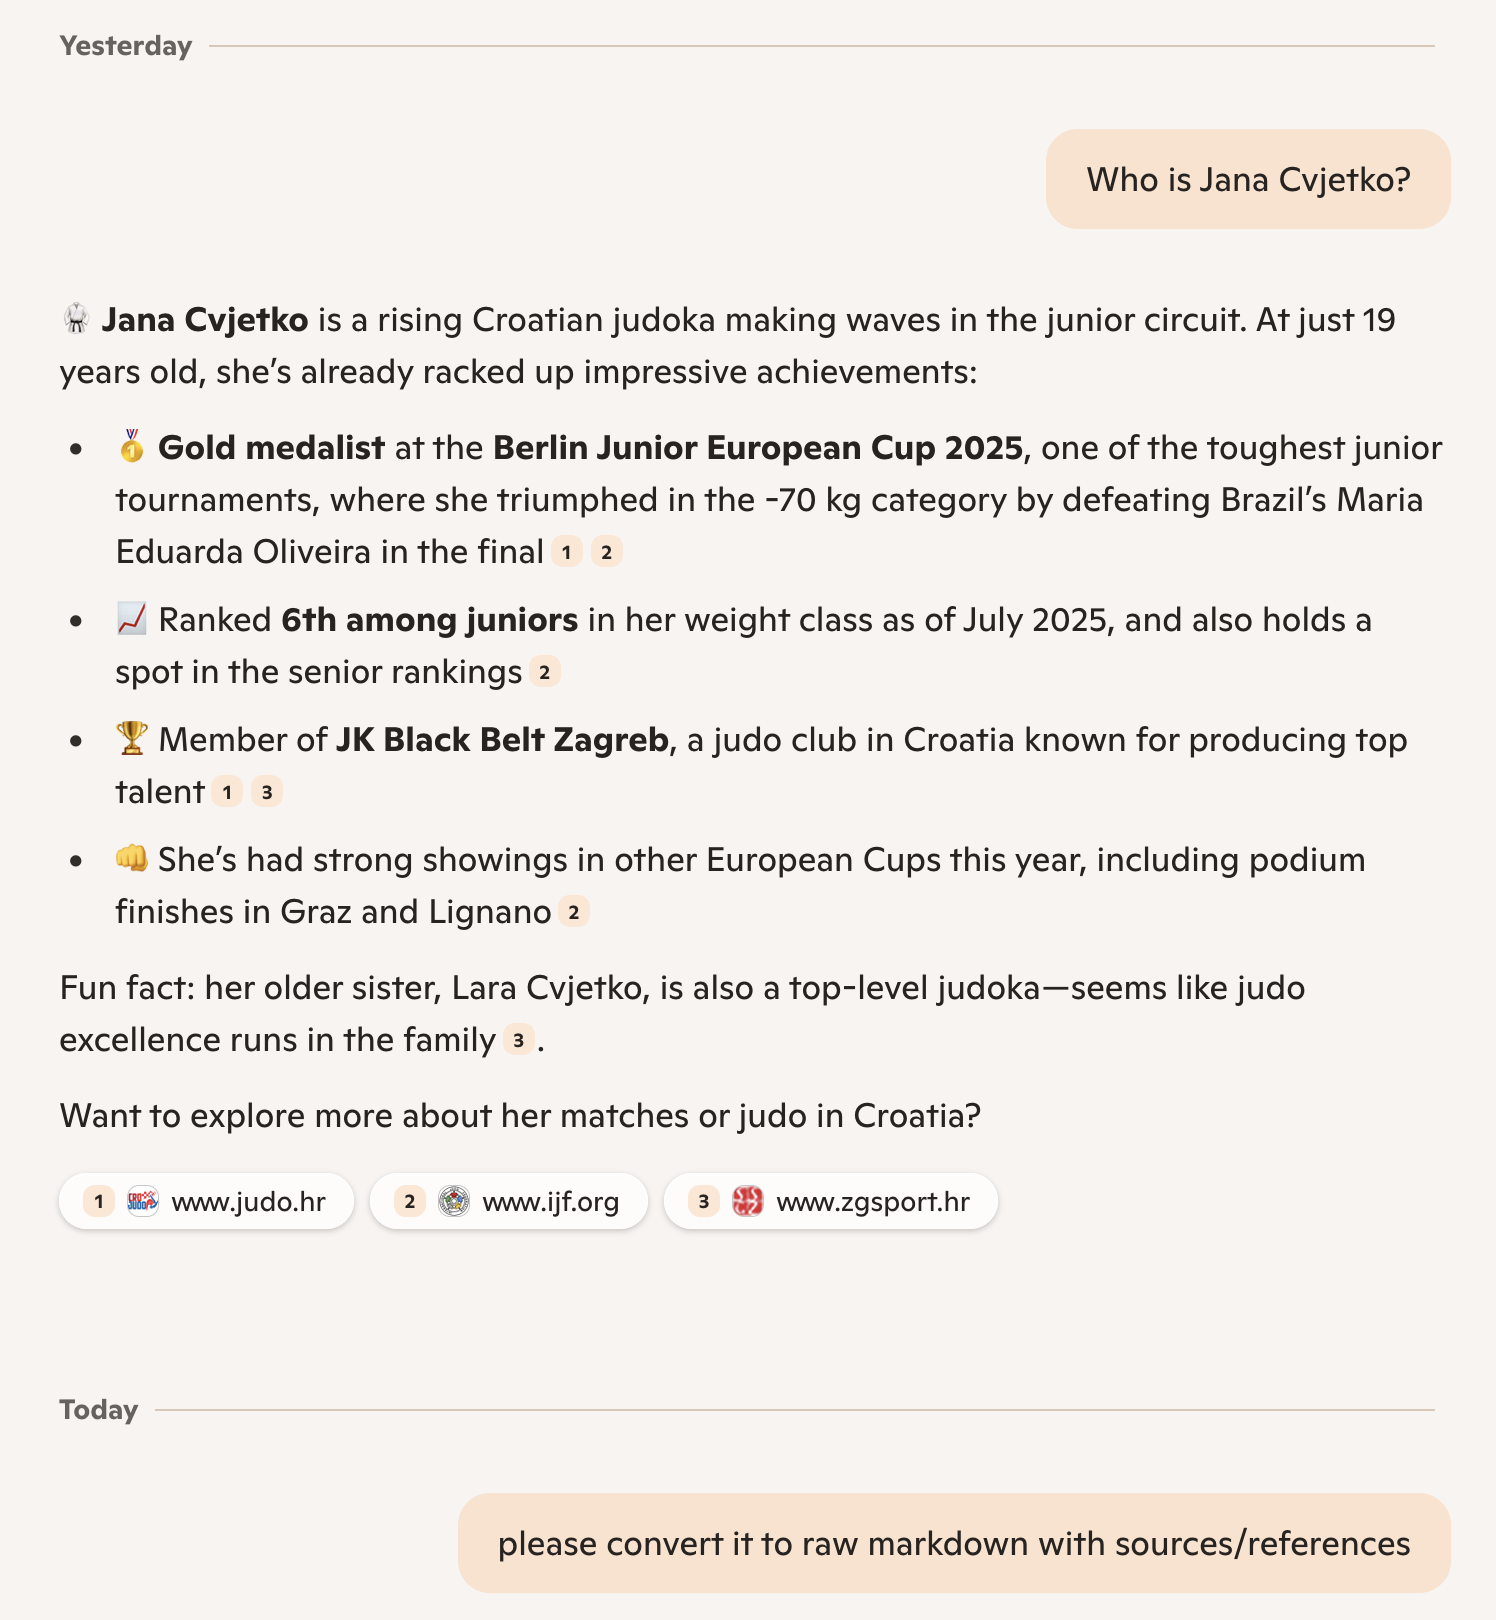 Yesterday
Who is Jana Cvjetko?
🥋 Jana Cvjetko is a rising Croatian judoka making waves in the junior circuit. At just 19
years old, she’s already racked up impressive achievements:
• 🥇 Gold medalist at the Berlin Junior European Cup 2025, one of the toughest junior
tournaments, where she triumphed in the -70 kg category by defeating Brazil’s Maria
Eduarda Oliveira in the final 1 2
• 📈 Ranked 6th among juniors in her weight class as of July 2025, and also holds a
spot in the senior rankings 2
• 🏆 Member of JK Black Belt Zagreb, a judo club in Croatia known for producing top
talent 1 3
• 👊 She’s had strong showings in other European Cups this year, including podium
finishes in Graz and Lignano 2
Fun fact: her older sister, Lara Cvjetko, is also a top-level judoka—seems like judo
excellence runs in the family 3 .
Want to explore more about her matches or judo in Croatia?
1 CRO JUDO www.judo.hr 2 www.ijf.org 3 www.zgsport.hr
Today
please convert it to raw markdown with sources/references